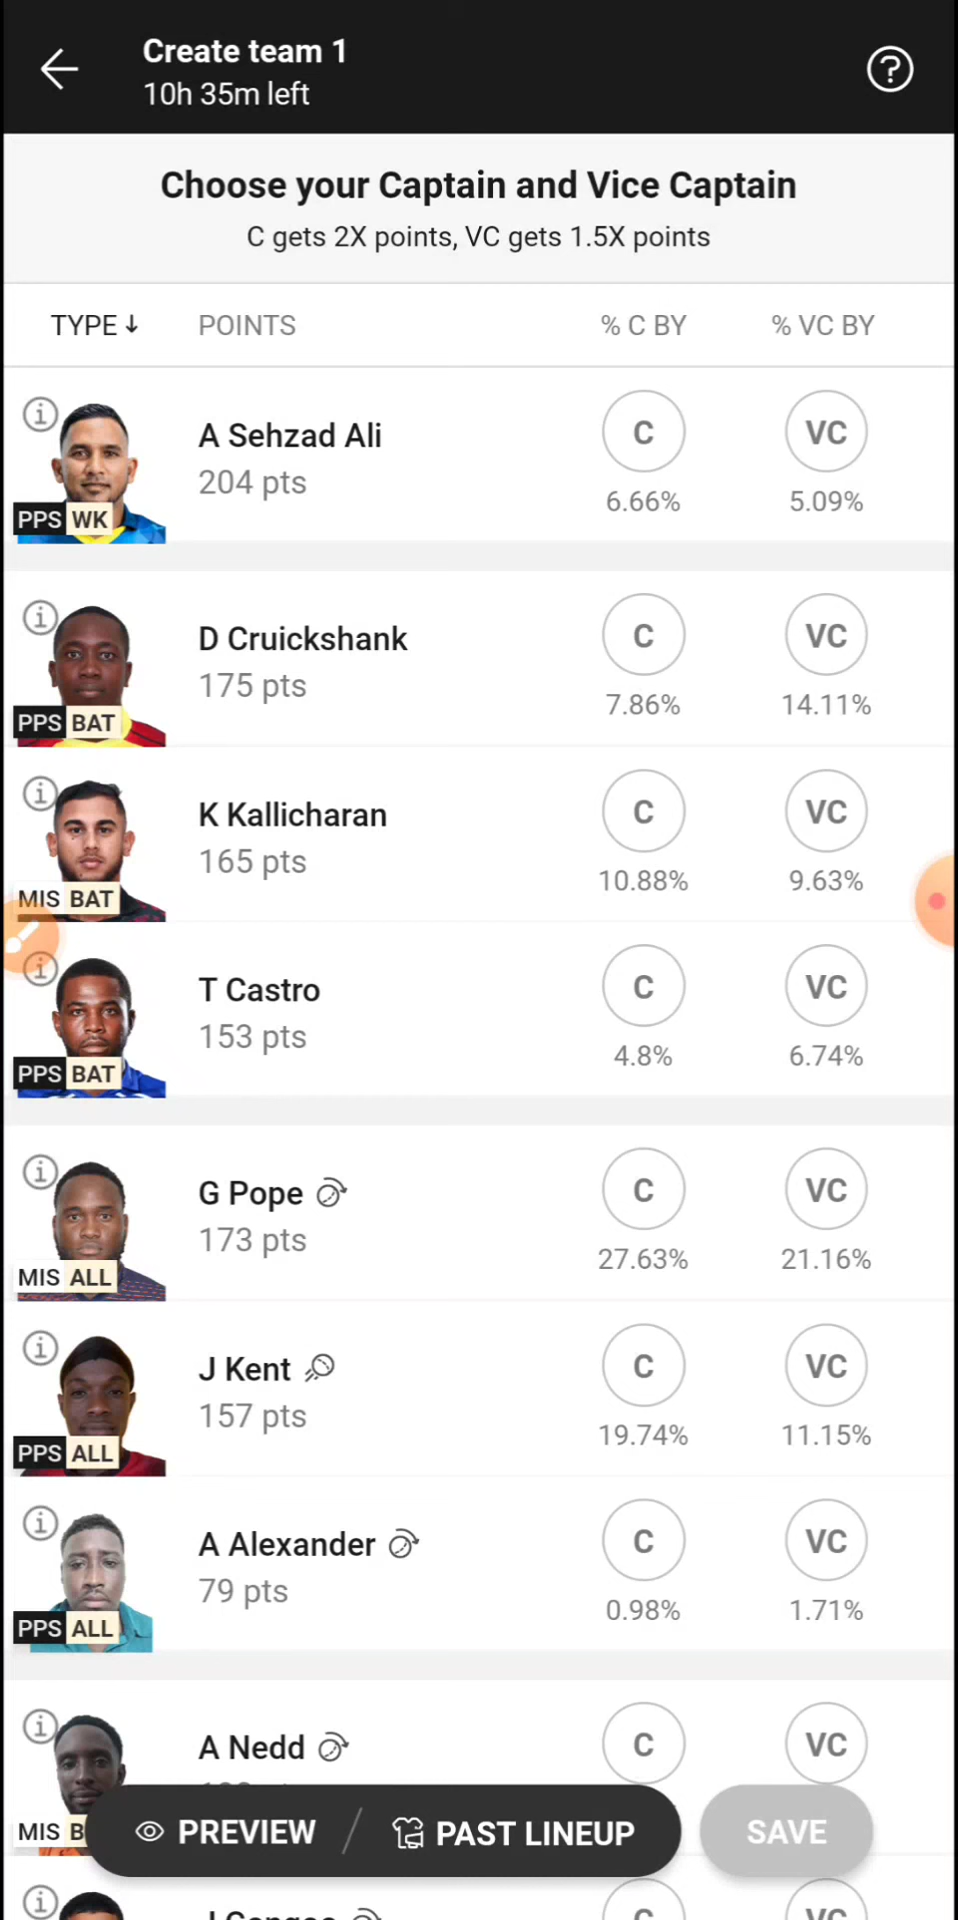 Create team 1
10h 35m left
Choose your Captain and Vice Captain
C gets 2X points, VC gets 1.5X points
TYPE↓ POINTS % C BY % VC BY
A Sehzad Ali C VC
204 pts
PPS WK 6.66% 5.09%
D Cruickshank C VC
175 pts
PPS BAT 7.86% 14.11%
K Kallicharan C VC
165 pts
MIS BAT 10.88% 9.63%
T Castro C VC
153 pts
PPS BAT 4.8% 6.74%
G Pope C VC
173 pts
MIS ALL 27.63% 21.16%
J Kent C VC
157 pts
PPS ALL 19.74% 11.15%
A Alexander C VC
79 pts
PPS ALL 0.98% 1.71%
A Nedd C VC
MIS
PREVIEW / PAST LINEUP SAVE
C VC